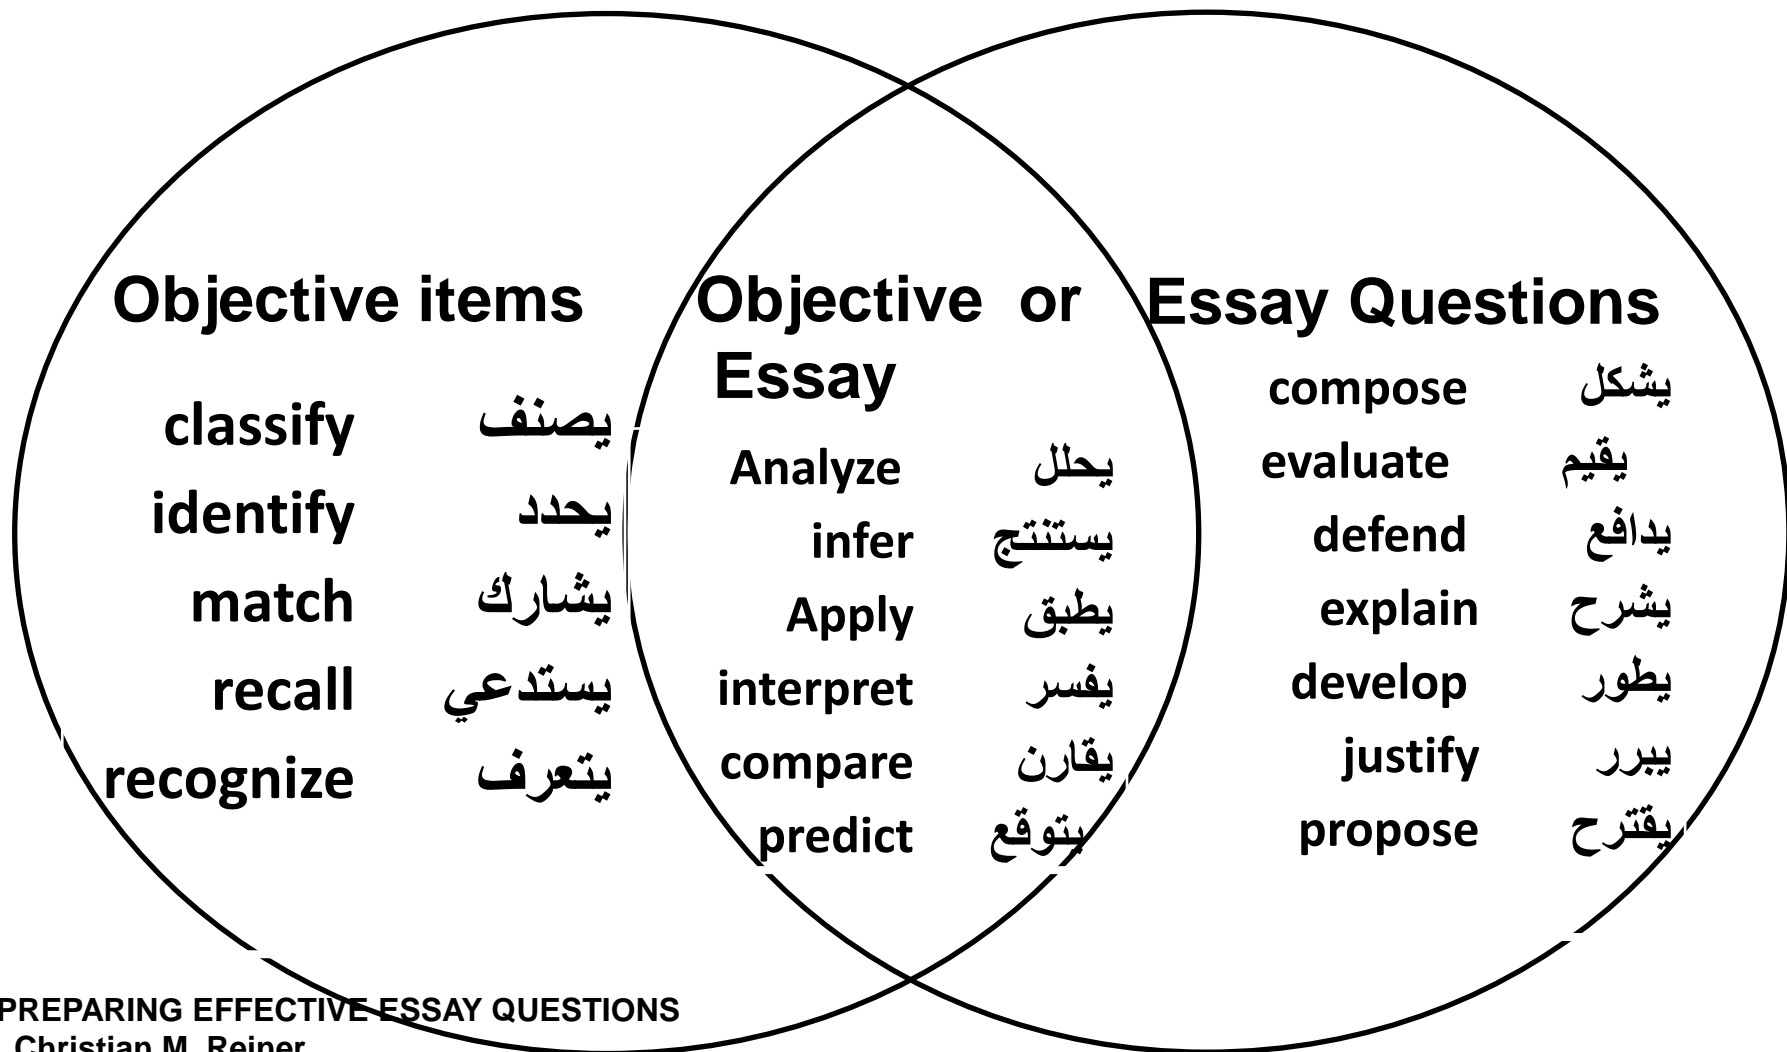 Objective items
classify يصنف
identify يحدد
match يشارك
recall يستدعي
recognize يتعرف
Objective or
Essay
Analyze يحلل
infer يستنتج
Apply يطبق
interpret يفسر
compare يقارن
predict يتوقع
Essay Questions
compose يشكل
evaluate يقيم
defend يدافع
explain يشرح
develop يطور
justify يبرر
propose يقترح
PREPARING EFFECTIVE ESSAY QUESTIONS
Christian M. Reiner